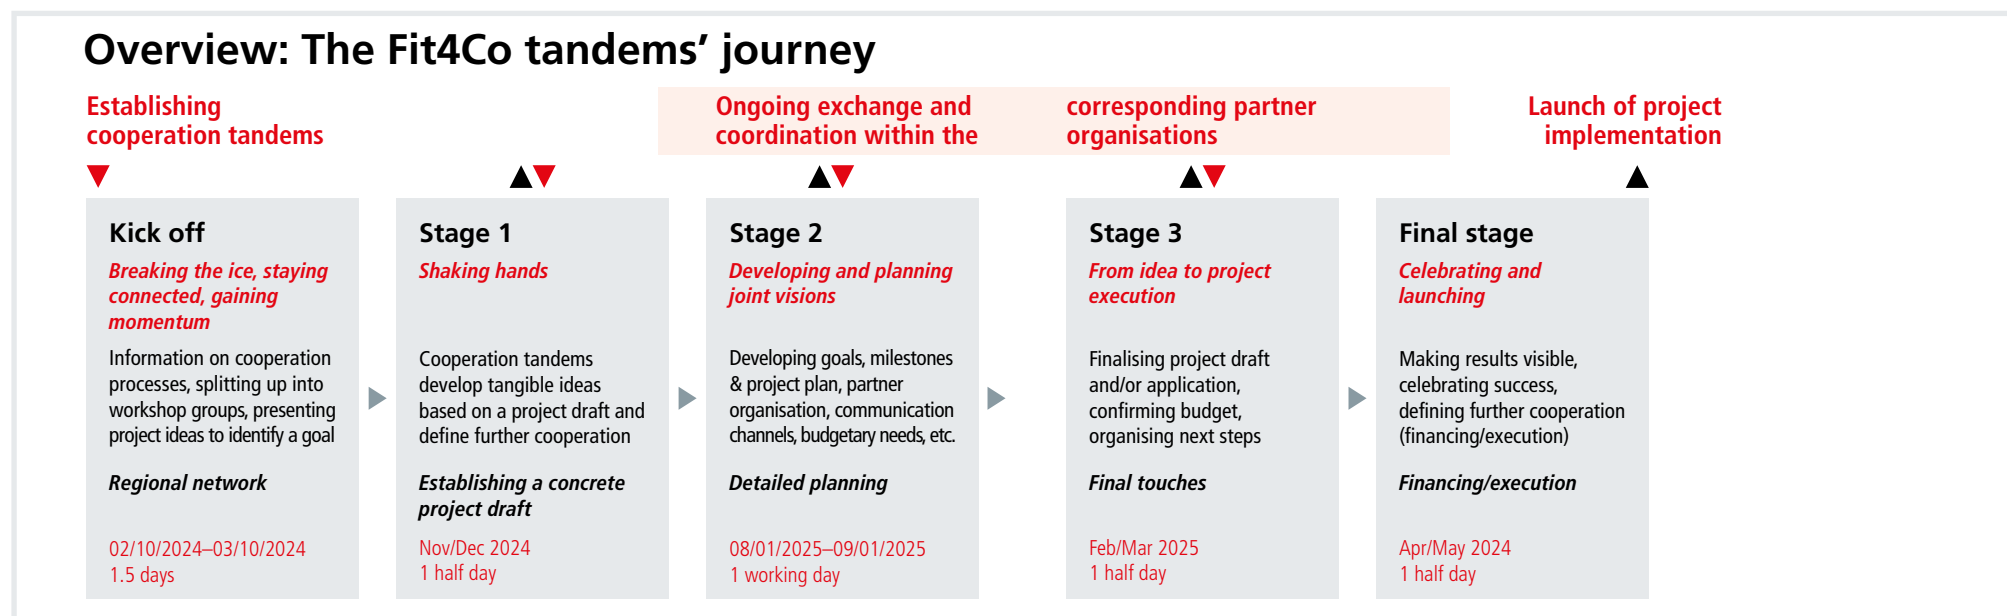 Overview: The Fit4Co tandems’ journey
Establishing
cooperation tandems
Ongoing exchange and
coordination within the
corresponding partner
organisations
Launch of project
implementation
Kick off
Breaking the ice, staying
connected, gaining
momentum
Information on cooperation
processes, splitting up into
workshop groups, presenting
project ideas to identify a goal
Regional network
02/10/2024–03/10/2024
1.5 days
Stage 1
Shaking hands
Cooperation tandems
develop tangible ideas
based on a project draft and
define further cooperation
Establishing a concrete
project draft
Nov/Dec 2024
1 half day
Stage 2
Developing and planning
joint visions
Developing goals, milestones
& project plan, partner
organisation, communication
channels, budgetary needs, etc.
Detailed planning
08/01/2025–09/01/2025
1 working day
Stage 3
From idea to project
execution
Finalising project draft
and/or application,
confirming budget,
organising next steps
Final touches
Feb/Mar 2025
1 half day
Final stage
Celebrating and
launching
Making results visible,
celebrating success,
defining further cooperation
(financing/execution)
Financing/execution
Apr/May 2024
1 half day